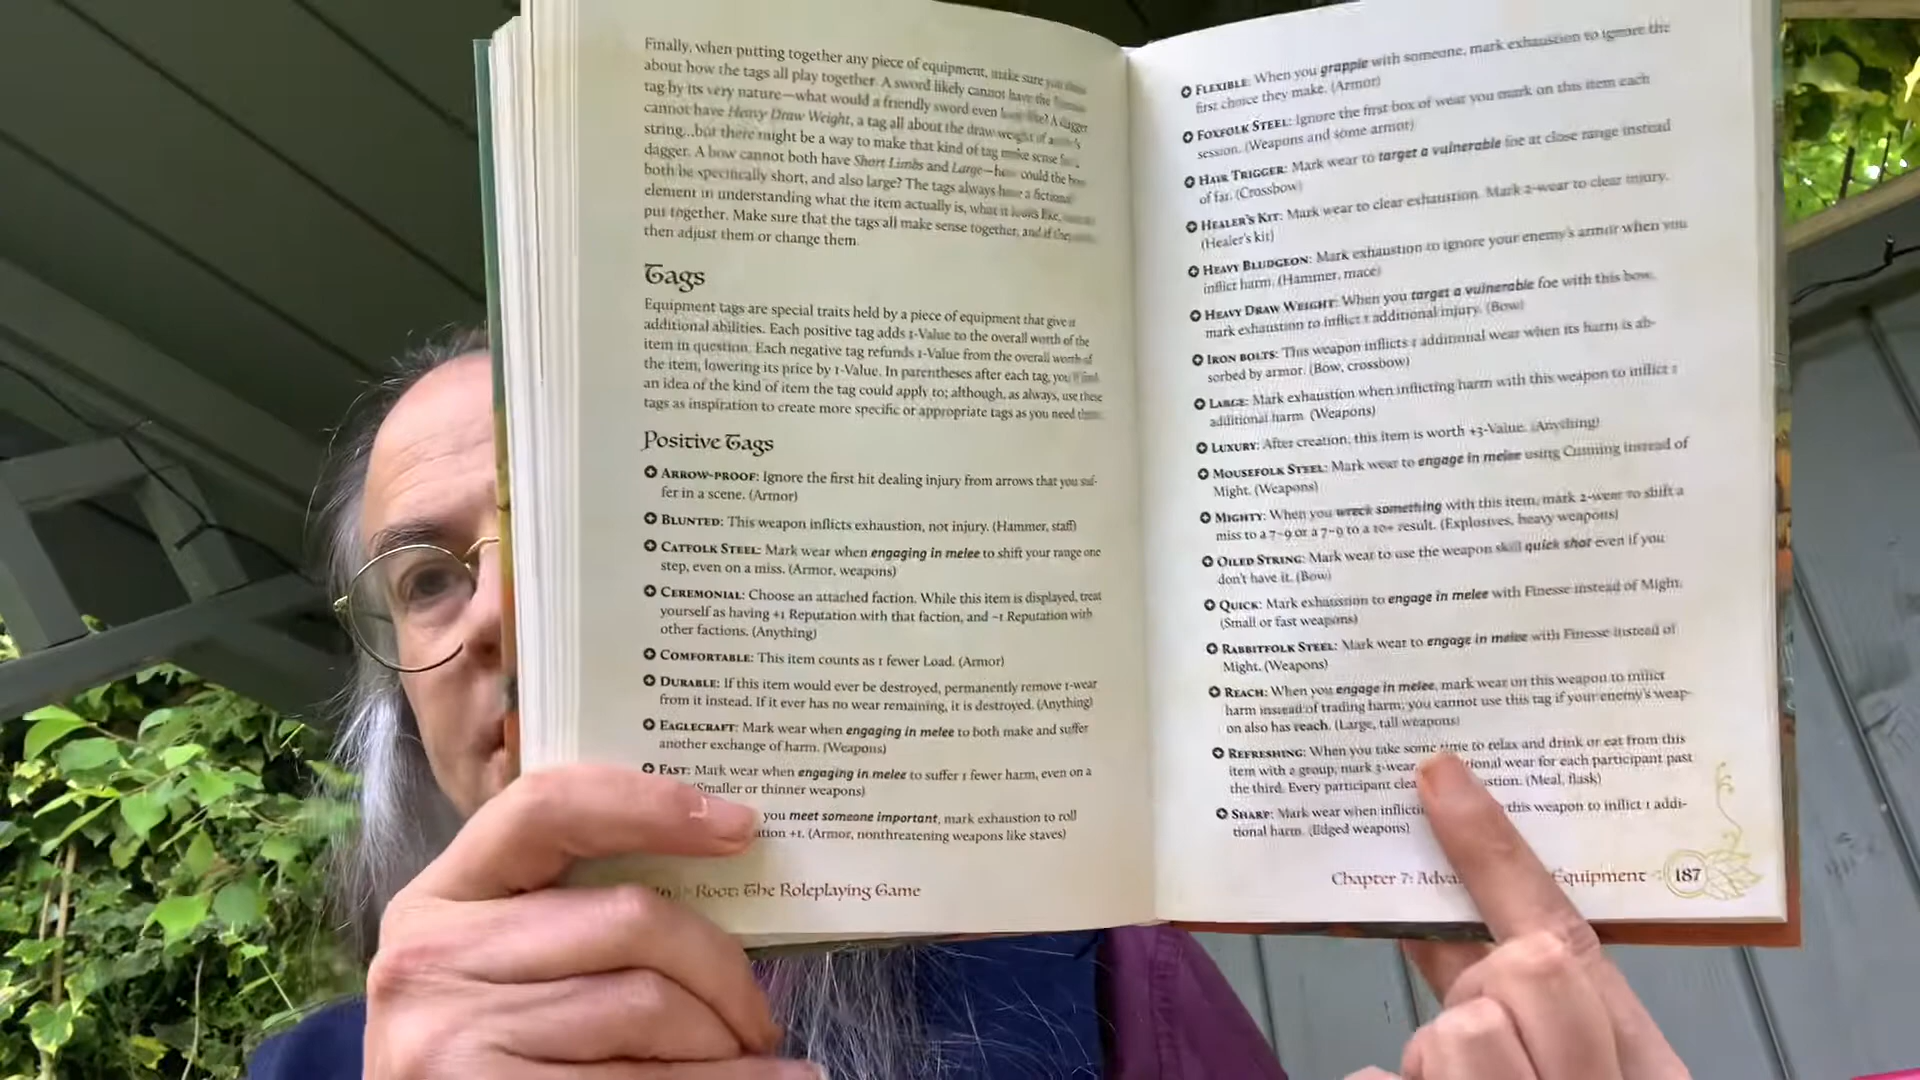 Finally, when putting together any piece of equipment, make sure you
about how the tags all play together. A sword likely cannot have the
tag by its very nature—what would a friendly sword even look like? A dagger
cannot have Heavy Draw Weight, a tag all about the draw weight of a
string...but there might be a way to make that kind of tag make sense
dagger. A bow cannot both have Short Limbs and Large—how could the bow
both be specifically short, and also large? The tags always have a fictional
element in understanding what the item actually is, what it looks like,
put together. Make sure that the tags all make sense together, and if they
then adjust them or change them.
Tags
Equipment tags are special traits held by a piece of equipment that give it
additional abilities. Each positive tag adds 1-Value to the overall worth of the
item in question. Each negative tag refunds 1-Value from the overall worth of
the item, lowering its price by 1-Value. In parentheses after each tag, you'll find
an idea of the kind of item the tag could apply to; although, as always, use these
tags as inspiration to create more specific or appropriate tags as you need them.
Positive Tags
Arrow-proof: Ignore the first hit dealing injury from arrows that you suf-
fer in a scene. (Armor)
Blunted: This weapon inflicts exhaustion, not injury. (Hammer, staff)
Catfolk Steel: Mark wear when engaging in melee to shift your range one
step, even on a miss. (Armor, weapons)
Ceremonial: Choose an attached faction. While this item is displayed, treat
yourself as having +1 Reputation with that faction, and -1 Reputation with
other factions. (Anything)
Comfortable: This item counts as 1 fewer Load. (Armor)
Durable: If this item would ever be destroyed, permanently remove 1-wear
from it instead. If it ever has no wear remaining, it is destroyed. (Anything)
Eaglecraft: Mark wear when engaging in melee to both make and suffer
another exchange of harm. (Weapons)
Fast: Mark wear when engaging in melee to suffer 1 fewer harm, even on a
(Smaller or thinner weapons)
you meet someone important, mark exhaustion to roll
+1. (Armor, nonthreatening weapons like staves)
Root: The Roleplaying Game
Flexible: When you grapple with someone, mark exhaustion to ignore the
first choice they make. (Armor)
Foxfolk Steel: Ignore the first box of wear you mark on this item each
session. (Weapons and some armor)
Hair Trigger: Mark wear to target a vulnerable foe at close range instead
of far. (Crossbow)
Healer's Kit: Mark wear to clear exhaustion. Mark 2-wear to clear injury.
(Healer's kit)
Heavy Bludgeon: Mark exhaustion to ignore your enemy's armor when you
inflict harm. (Hammer, mace)
Heavy Draw Weight: When you target a vulnerable foe with this bow,
mark exhaustion to inflict 1 additional injury. (Bow)
Iron bolts: This weapon inflicts 1 additional wear when its harm is ab-
sorbed by armor. (Bow, crossbow)
Large: Mark exhaustion when inflicting harm with this weapon to inflict 1
additional harm. (Weapons)
Luxury: After creation, this item is worth +3-Value. (Anything)
Mousefolk Steel: Mark wear to engage in melee using Cunning instead of
Might. (Weapons)
Mighty: When you wreck something with this item, mark 2-wear to shift a
miss to a 7–9 or a 7–9 to a 10+ result. (Explosives, heavy weapons)
Oiled String: Mark wear to use the weapon skill quick shot even if you
don't have it. (Bow)
Quick: Mark exhaustion to engage in melee with Finesse instead of Might.
(Small or fast weapons)
Rabbitfolk Steel: Mark wear to engage in melee with Finesse instead of
Might. (Weapons)
Reach: When you engage in melee, mark wear on this weapon to inflict
harm instead of trading harm; you cannot use this tag if your enemy's weap-
on also has reach. (Large, tall weapons)
Refreshing: When you take some time to relax and drink or eat from this
item with a group, mark 3-wear, wear for each participant past
the third. Every participant (Meal, flask)
Sharp: Mark wear when this weapon to inflict 1 addi-
tional harm. (Edged weapons)
Chapter 7: Equipment 187